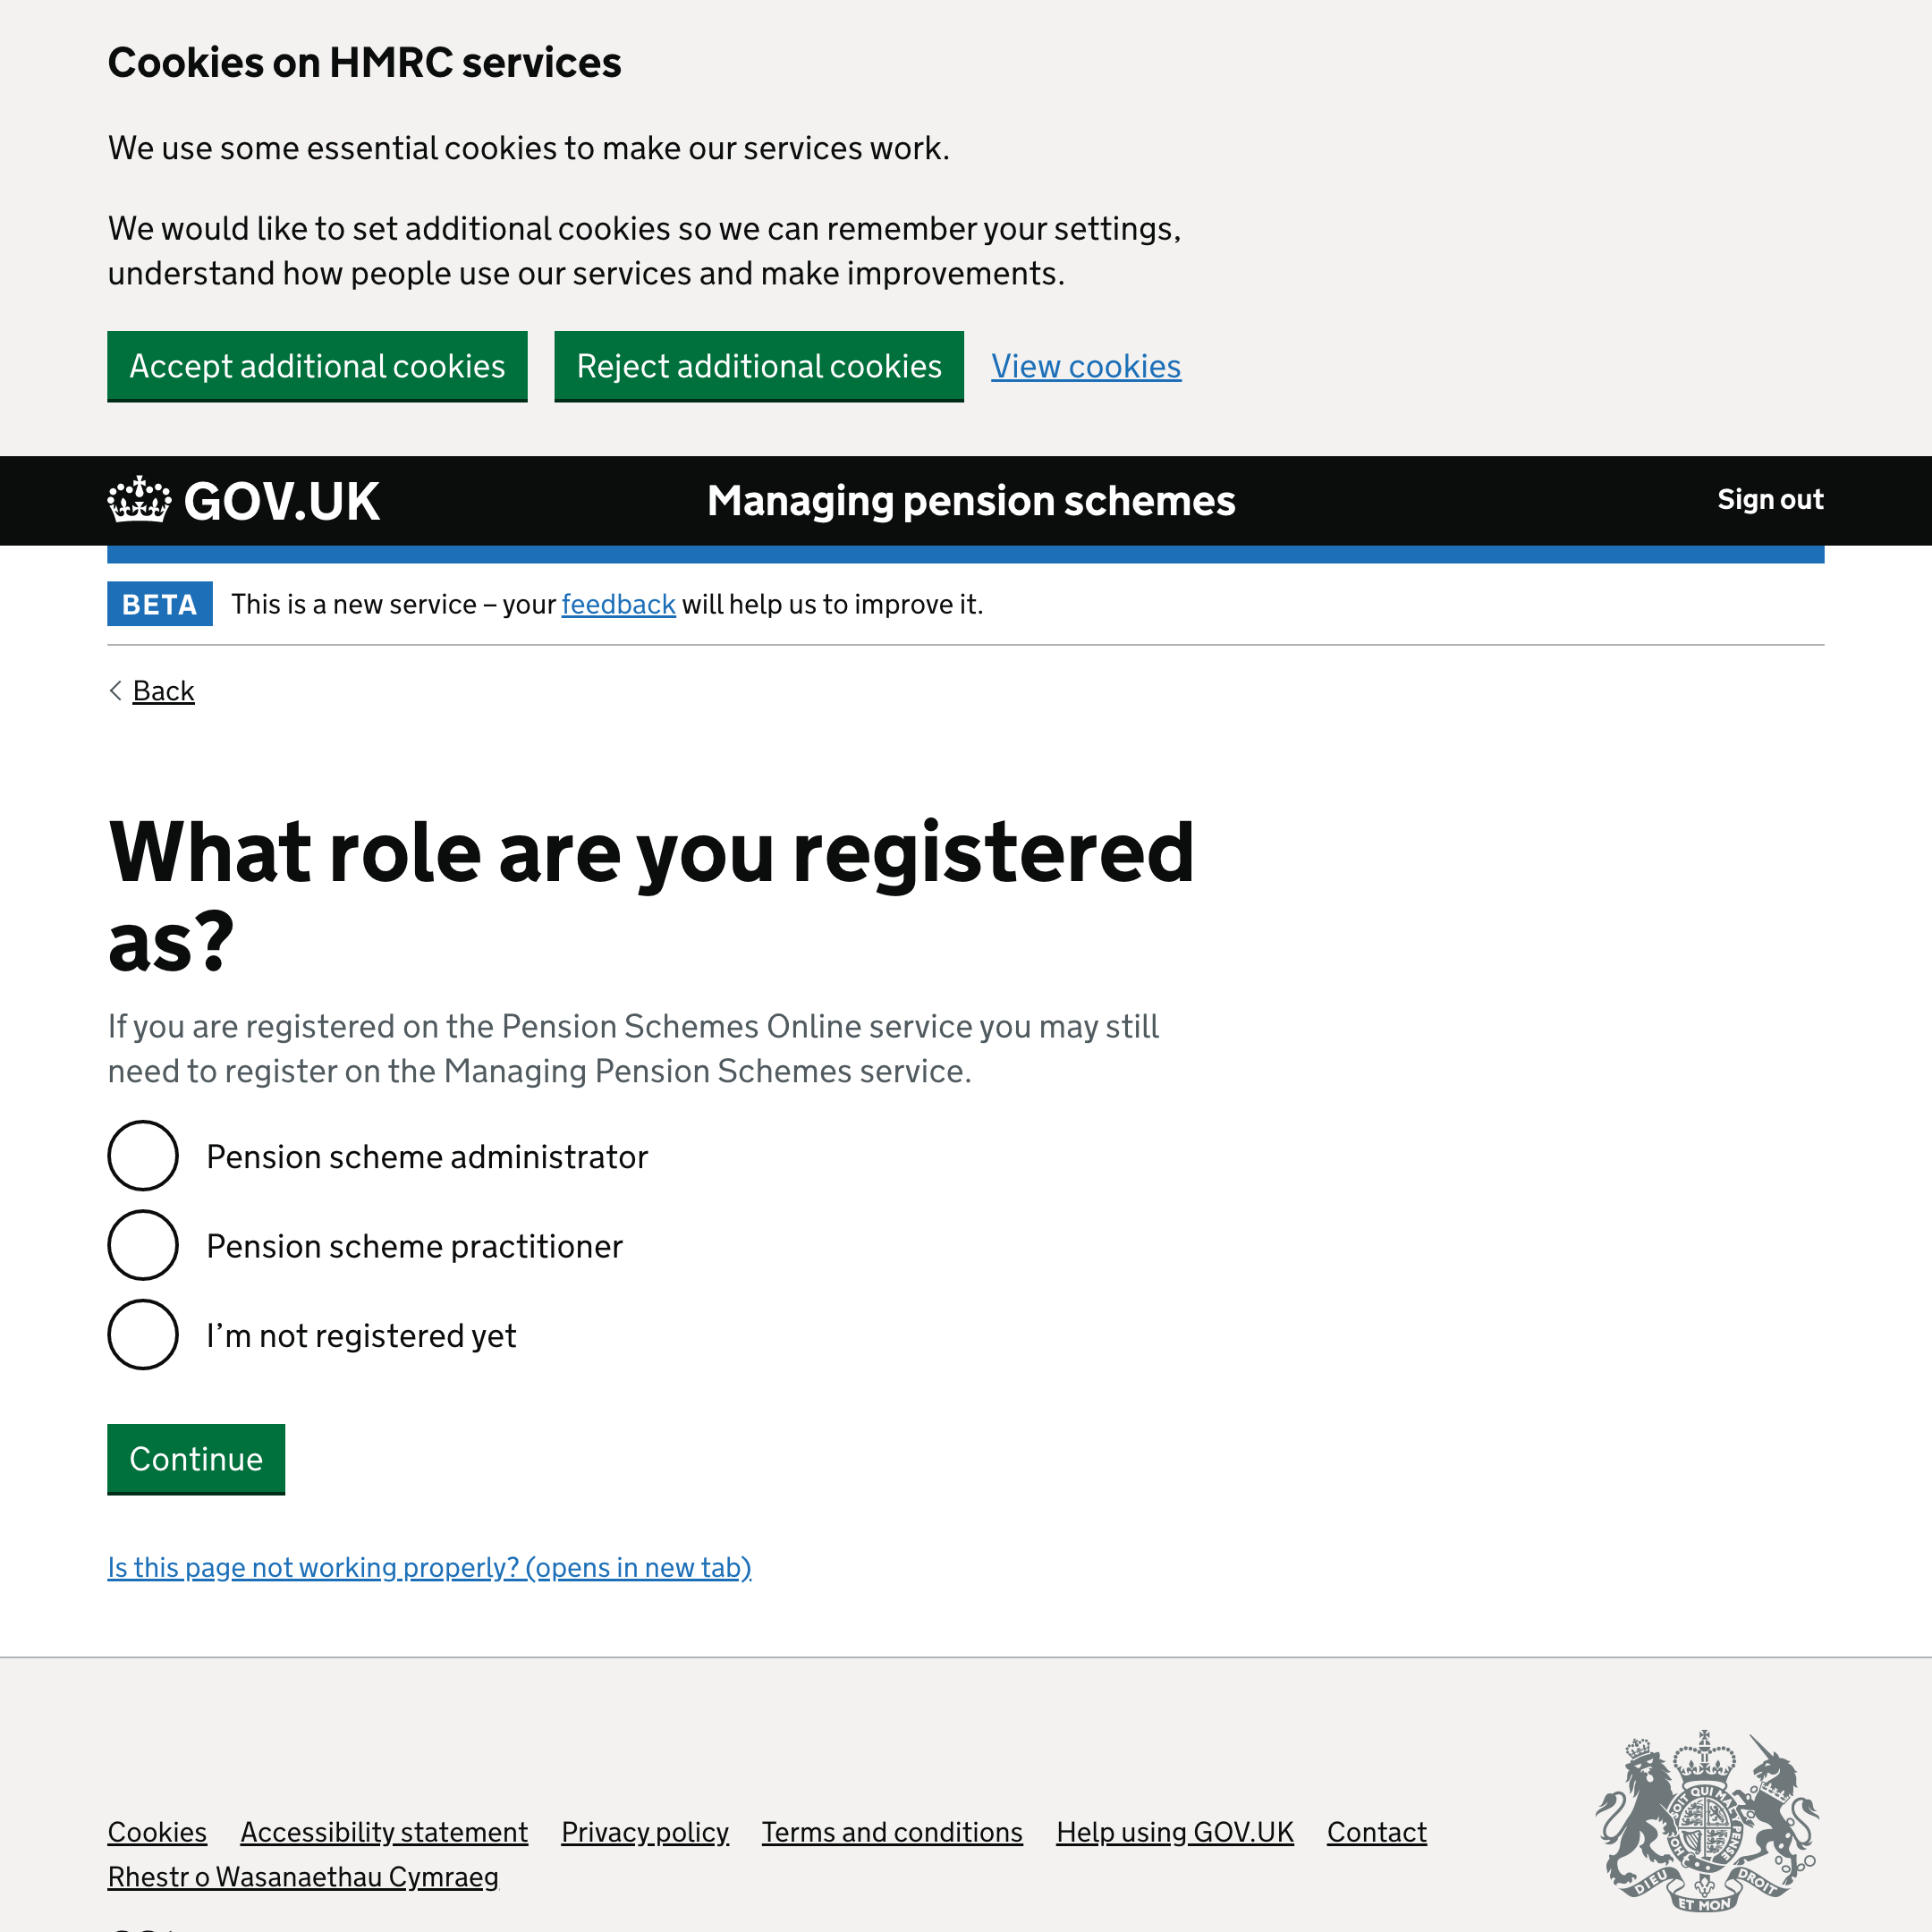 Cookies on HMRC services
We use some essential cookies to make our services work.
We would like to set additional cookies so we can remember your settings,
understand how people use our services and make improvements.
Accept additional cookies
Reject additional cookies
View cookies
GOV.UK
Managing pension schemes
Sign out
BETA
This is a new service – your feedback will help us to improve it.
Back
What role are you registered
as?
If you are registered on the Pension Schemes Online service you may still
need to register on the Managing Pension Schemes service.
Pension scheme administrator
Pension scheme practitioner
I’m not registered yet
Continue
Is this page not working properly? (opens in new tab)
Cookies
Accessibility statement
Privacy policy
Terms and conditions
Help using GOV.UK
Contact
Rhestr o Wasanaethau Cymraeg
DIEU
ET MON
DROIT